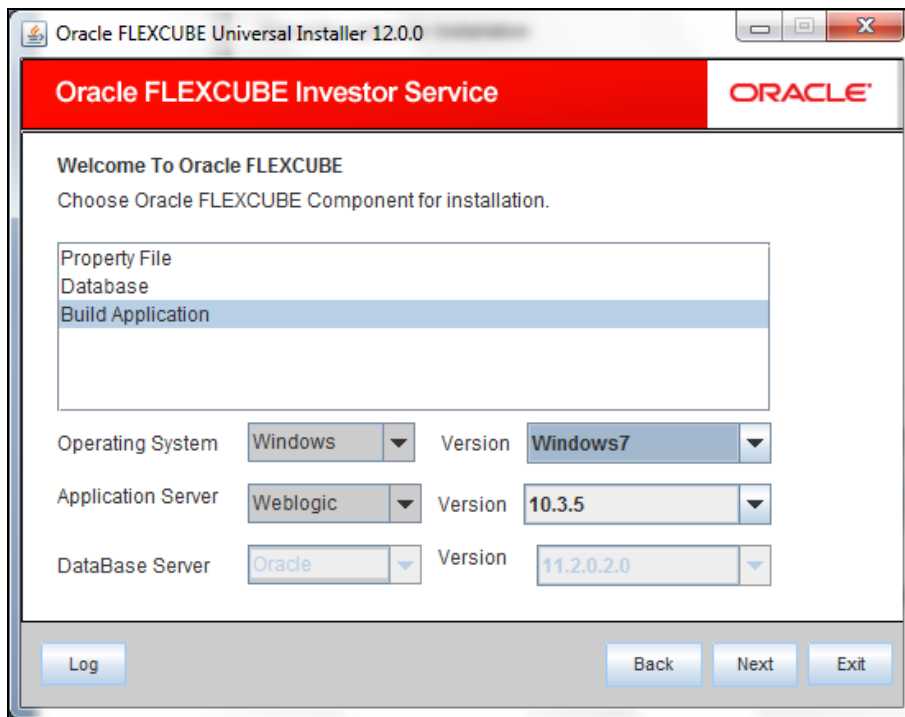 Oracle FLEXCUBE Universal Installer 12.0.0
Oracle FLEXCUBE Investor Service
ORACLE
Welcome To Oracle FLEXCUBE
Choose Oracle FLEXCUBE Component for installation.
Property File
Database
Build Application
Operating System Windows Version Windows7
Application Server Weblogic Version 10.3.5
DataBase Server Oracle Version 11.2.0.2.0
Log Back Next Exit